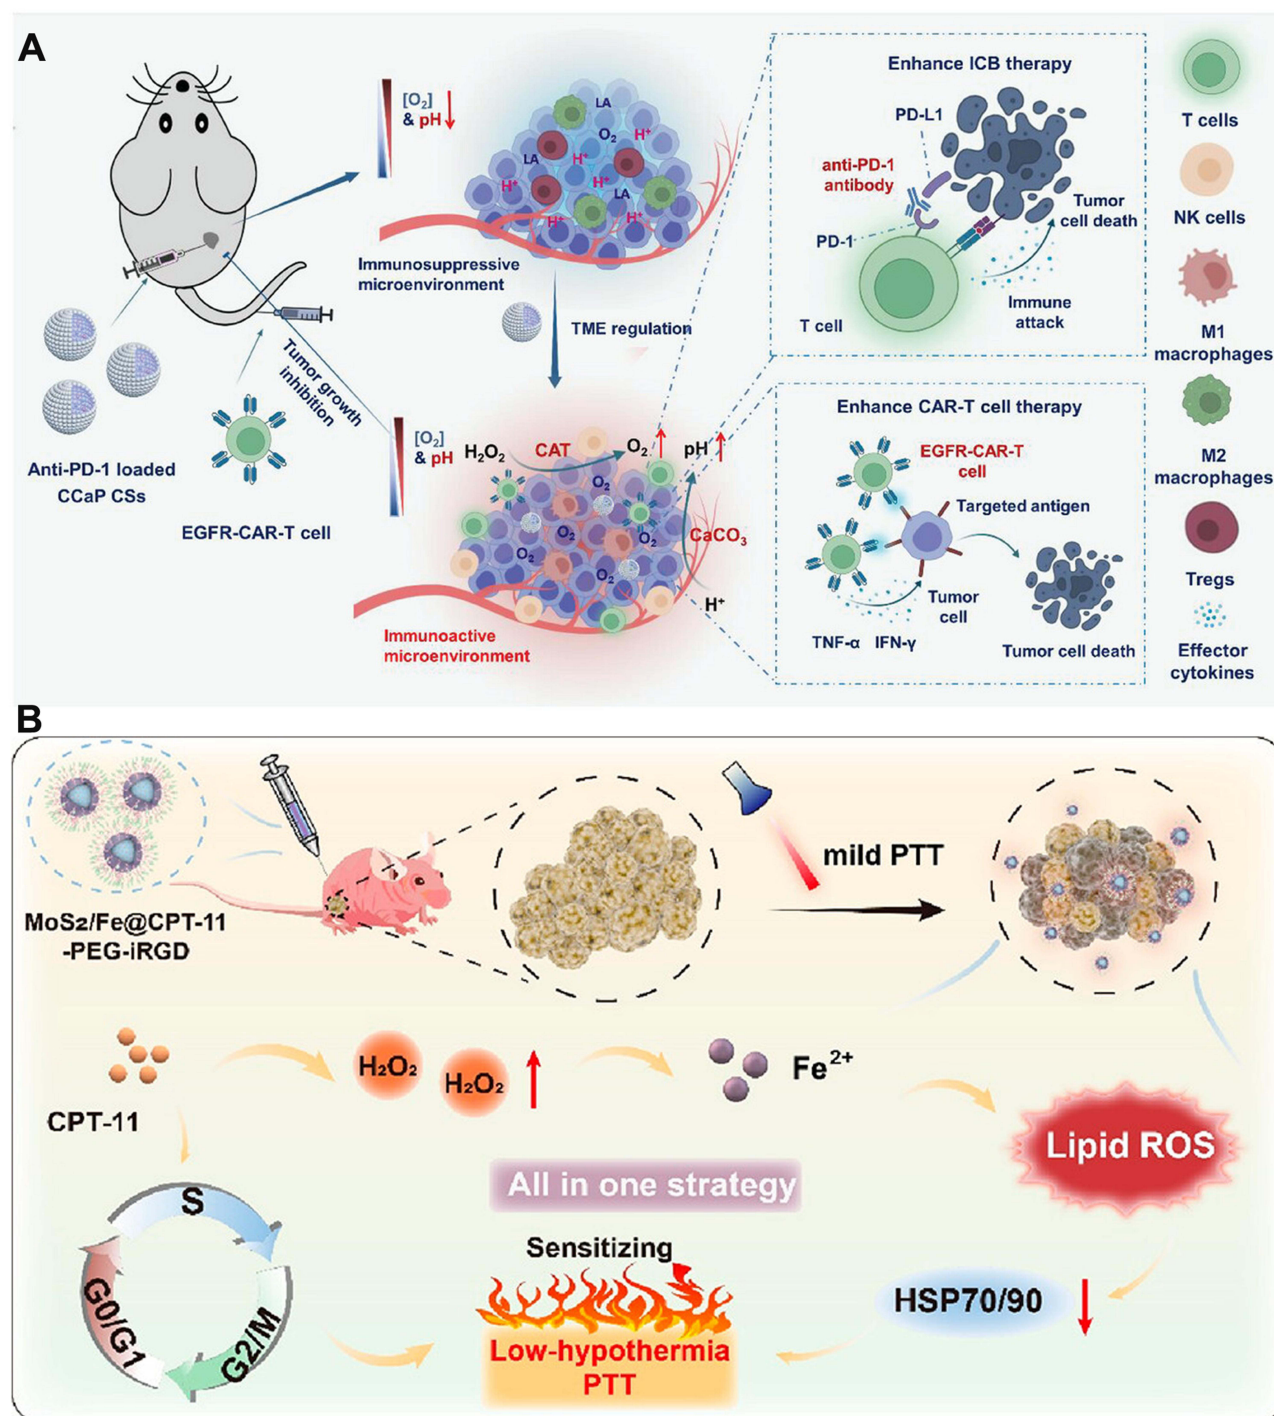 A
[O₂]
& pH
LA
O₂
H⁺
LA
H⁺
H⁺
H⁺
LA
H⁺
H⁺
Immunosuppressive
microenvironment
TME regulation
Anti-PD-1 loaded
CCaP CSs
EGFR-CAR-T cell
Tumor growth
inhibition
[O₂]
& pH
H₂O₂
CAT
O₂
pH
O₂
O₂
O₂
O₂
O₂
CaCO₃
H⁺
Immunoactive
microenvironment
Enhance ICB therapy
PD-L1
anti-PD-1
antibody
Tumor
cell death
PD-1
Immune
attack
T cell
Enhance CAR-T cell therapy
EGFR-CAR-T
cell
Targeted antigen
Tumor
cell
TNF-α IFN-γ
Tumor cell death
T cells
NK cells
M1
macrophages
M2
macrophages
Tregs
Effector
cytokines
B
MoS2/Fe@CPT-11
-PEG-iRGD
mild PTT
CPT-11
H₂O₂
H₂O₂
Fe²⁺
Lipid ROS
All in one strategy
S
G0/G1
G2/M
Sensitizing
Low-hypothermia
PTT
HSP70/90